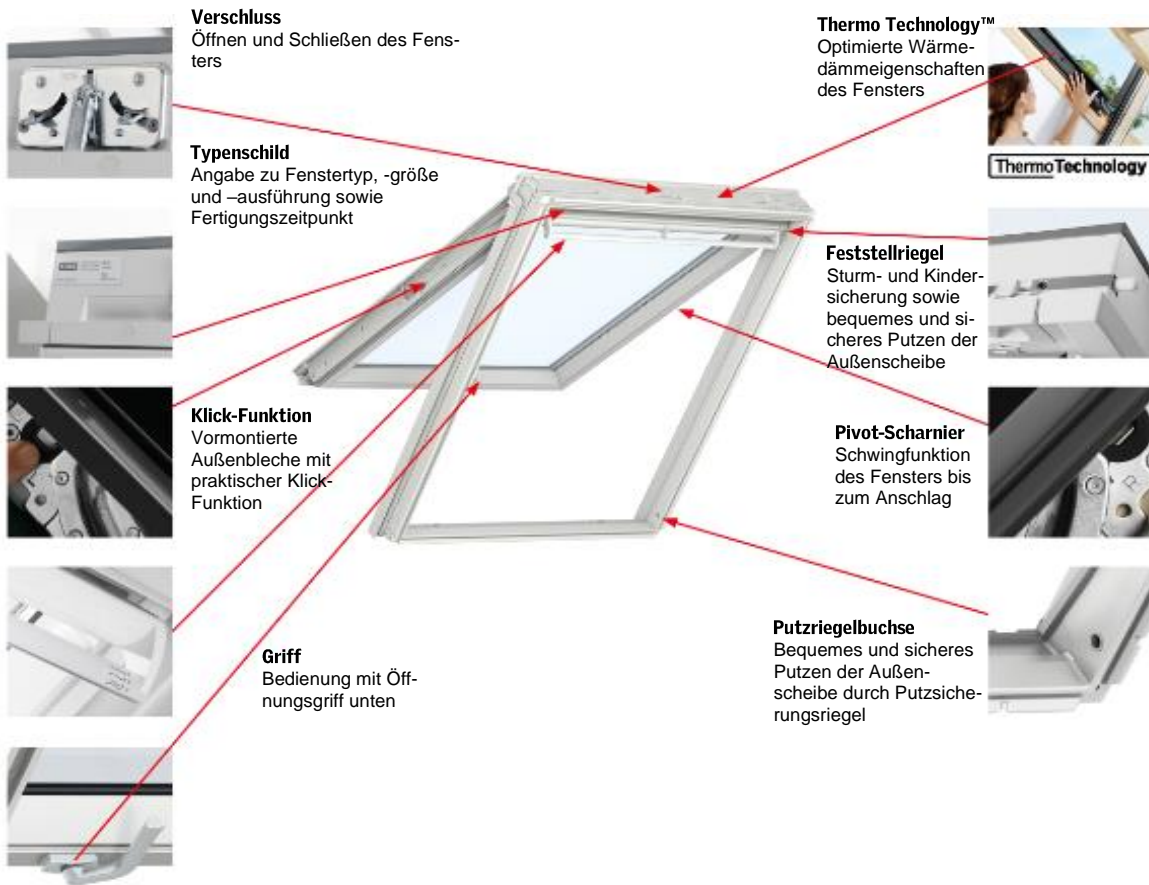 Verschluss
Öffnen und Schließen des Fens-
ters
Typenschild
Angabe zu Fenstertyp, -größe
und –ausführung sowie
Fertigungszeitpunkt
Klick-Funktion
Vormontierte
Außenbleche mit
praktischer Klick-
Funktion
Griff
Bedienung mit Öff-
nungsgriff unten
Thermo Technology™
Optimierte Wärme-
dämmeigenschaften
des Fensters
ThermoTechnology
Feststellriegel
Sturm- und Kinder-
sicherung sowie
bequemes und si-
cheres Putzen der
Außenscheibe
Pivot-Scharnier
Schwingfunktion
des Fensters bis
zum Anschlag
Putzriegelbuchse
Bequemes und sicheres
Putzen der Außen-
scheibe durch Putzsiche-
rungsriegel